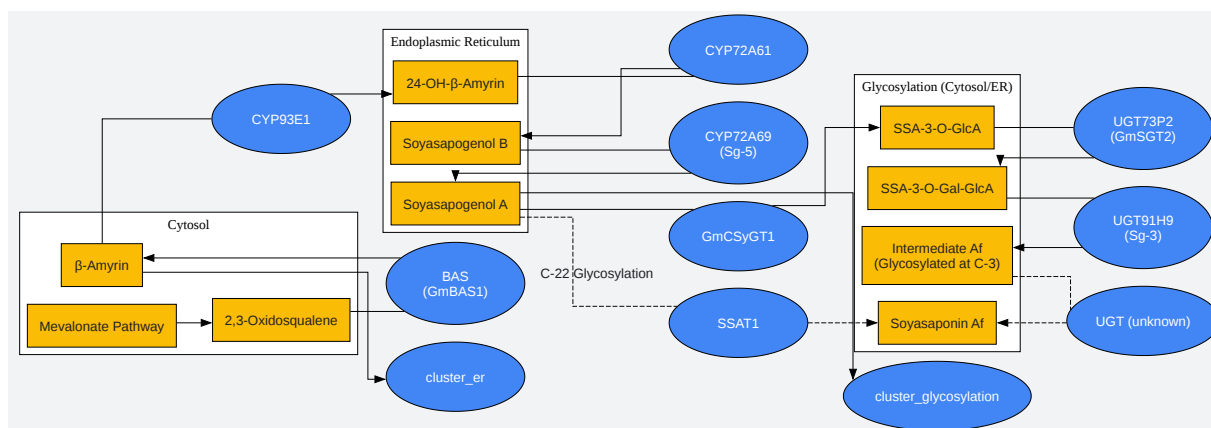 Endoplasmic Reticulum
24-OH-β-Amyrin
Soyasapogenol B
Soyasapogenol A
CYP93E1
CYP72A61
CYP72A69
(Sg-5)
GmCSyGT1
SSAT1
C-22 Glycosylation
Cytosol
β-Amyrin
Mevalonate Pathway
2,3-Oxidosqualene
BAS
(GmBAS1)
cluster_er
Glycosylation (Cytosol/ER)
SSA-3-O-GlcA
SSA-3-O-Gal-GlcA
Intermediate Af
(Glycosylated at C-3)
Soyasaponin Af
UGT73P2
(GmSGT2)
UGT91H9
(Sg-3)
UGT (unknown)
cluster_glycosylation